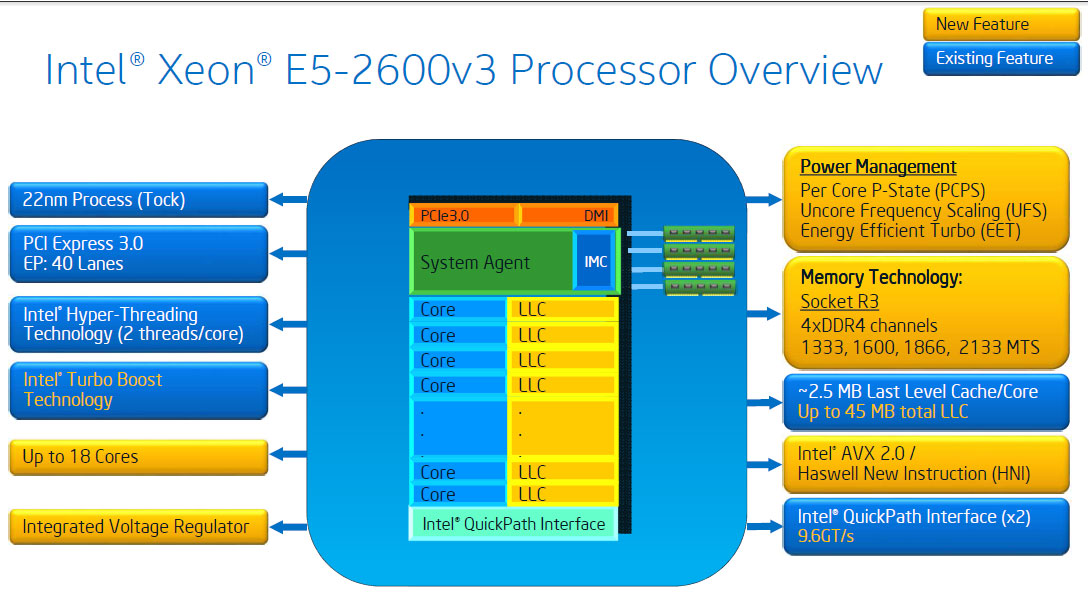 New Feature
Existing Feature
Intel® Xeon® E5-2600v3 Processor Overview
22nm Process (Tock)
PCI Express 3.0
EP: 40 Lanes
Intel® Hyper-Threading
Technology (2 threads/core)
Intel® Turbo Boost
Technology
Up to 18 Cores
Integrated Voltage Regulator
PCIe3.0 DMI
System Agent IMC
Core LLC
Core LLC
Core LLC
Core LLC
. .
. .
. .
Core LLC
Core LLC
Intel® QuickPath Interface
Power Management
Per Core P-State (PCPS)
Uncore Frequency Scaling (UFS)
Energy Efficient Turbo (EET)
Memory Technology:
Socket R3
4xDDR4 channels
1333, 1600, 1866, 2133 MTS
~2.5 MB Last Level Cache/Core
Up to 45 MB total LLC
Intel® AVX 2.0 /
Haswell New Instruction (HNI)
Intel® QuickPath Interface (x2)
9.6GT/s